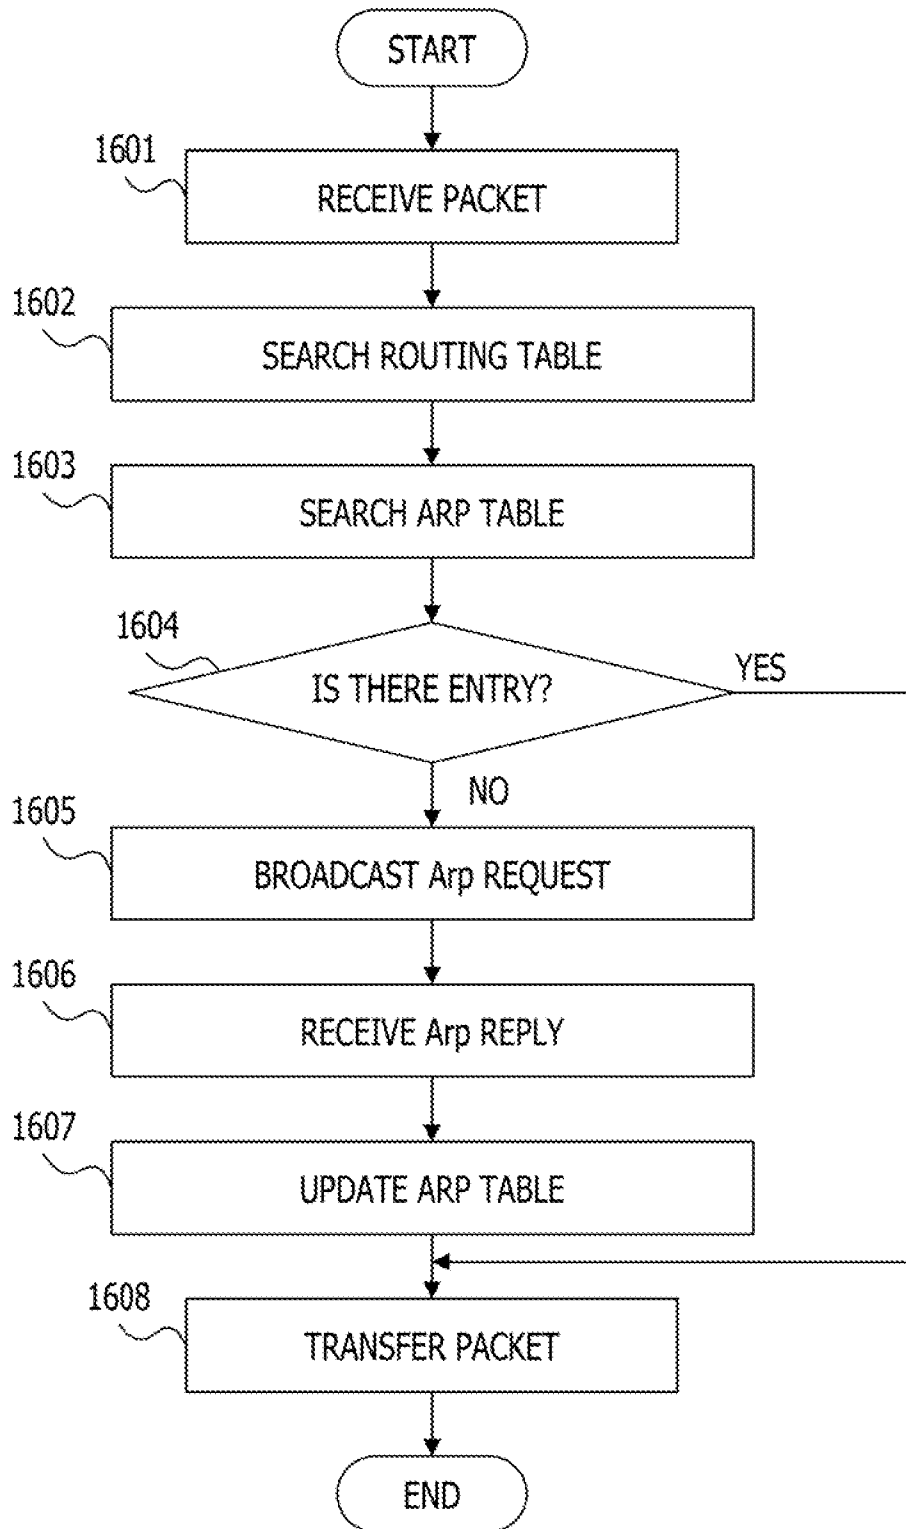 START
1601
RECEIVE PACKET
1602
SEARCH ROUTING TABLE
1603
SEARCH ARP TABLE
1604
IS THERE ENTRY?
YES
NO
1605
BROADCAST Arp REQUEST
1606
RECEIVE Arp REPLY
1607
UPDATE ARP TABLE
1608
TRANSFER PACKET
END